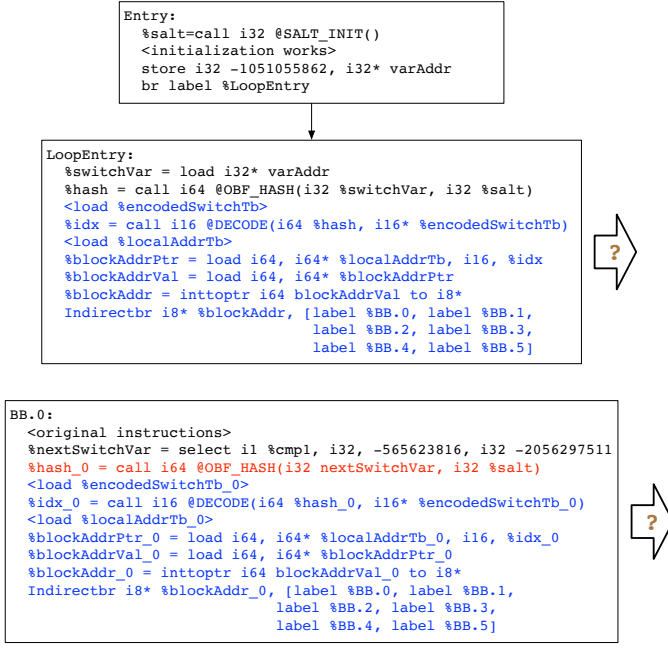 Entry:
%salt=call i32 @SALT_INIT()
<initialization works>
store i32 -1051055862, i32* varAddr
br label %LoopEntry
LoopEntry:
%switchVar = load i32* varAddr
%hash = call i64 @OBF_HASH(i32 %switchVar, i32 %salt)
<load %encodedSwitchTb>
%idx = call i16 @DECODE(i64 %hash, i16* %encodedSwitchTb)
<load %localAddrTb>
%blockAddrPtr = load i64, i64* %localAddrTb, i16, %idx
%blockAddrVal = load i64, i64* %blockAddrPtr
%blockAddr = inttoptr i64 blockAddrVal to i8*
Indirectbr i8* %blockAddr, [label %BB.0, label %BB.1,
label %BB.2, label %BB.3,
label %BB.4, label %BB.5]
?
BB.0:
<original instructions>
%nextSwitchVar = select i1 %cmp1, i32, -565623816, i32 -2056297511
%hash_0 = call i64 @OBF_HASH(i32 nextSwitchVar, i32 %salt)
<load %encodedSwitchTb_0>
%idx_0 = call i16 @DECODE(i64 %hash_0, i16* %encodedSwitchTb_0)
<load %localAddrTb_0>
%blockAddrPtr_0 = load i64, i64* %localAddrTb_0, i16, %idx_0
%blockAddrVal_0 = load i64, i64* %blockAddrPtr_0
%blockAddr_0 = inttoptr i64 blockAddrVal_0 to i8*
Indirectbr i8* %blockAddr_0, [label %BB.0, label %BB.1,
label %BB.2, label %BB.3,
label %BB.4, label %BB.5]
?